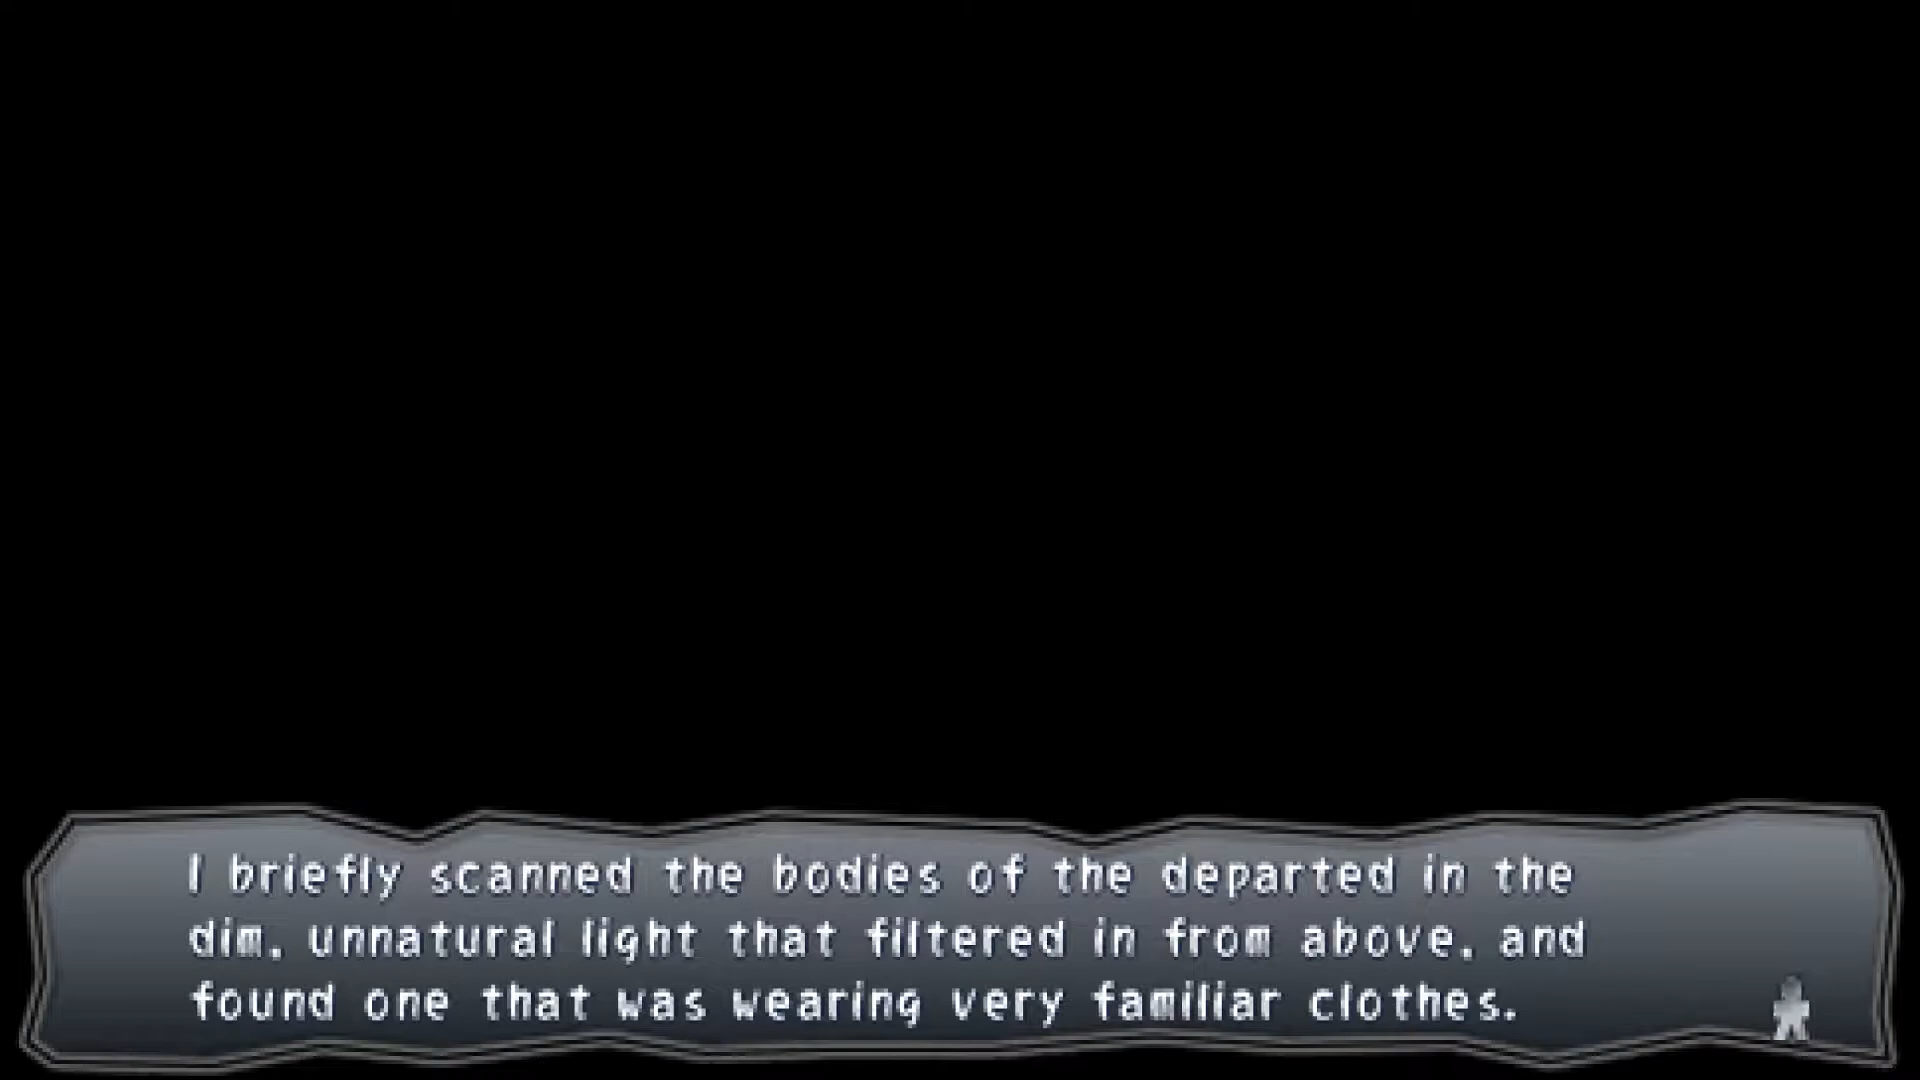 I briefly scanned the bodies of the departed in the
dim, unnatural light that filtered in from above, and
found one that was wearing very familiar clothes.